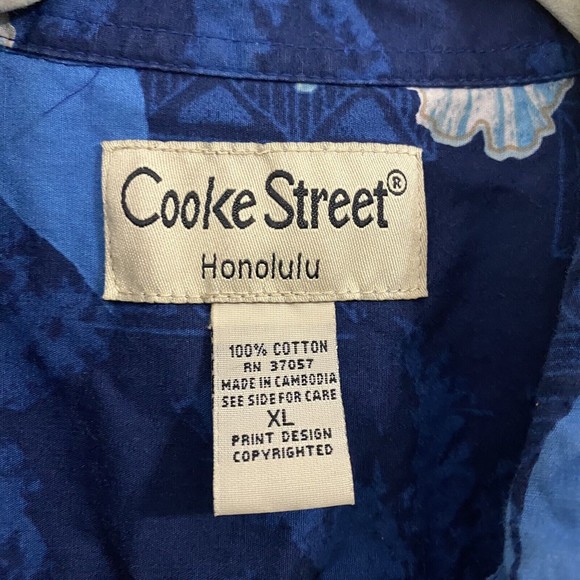 Cooke Street®
Honolulu
100% COTTON
RN 37057
MADE IN CAMBODIA
SEE SIDE FOR CARE
XL
PRINT DESIGN
COPYRIGHTED